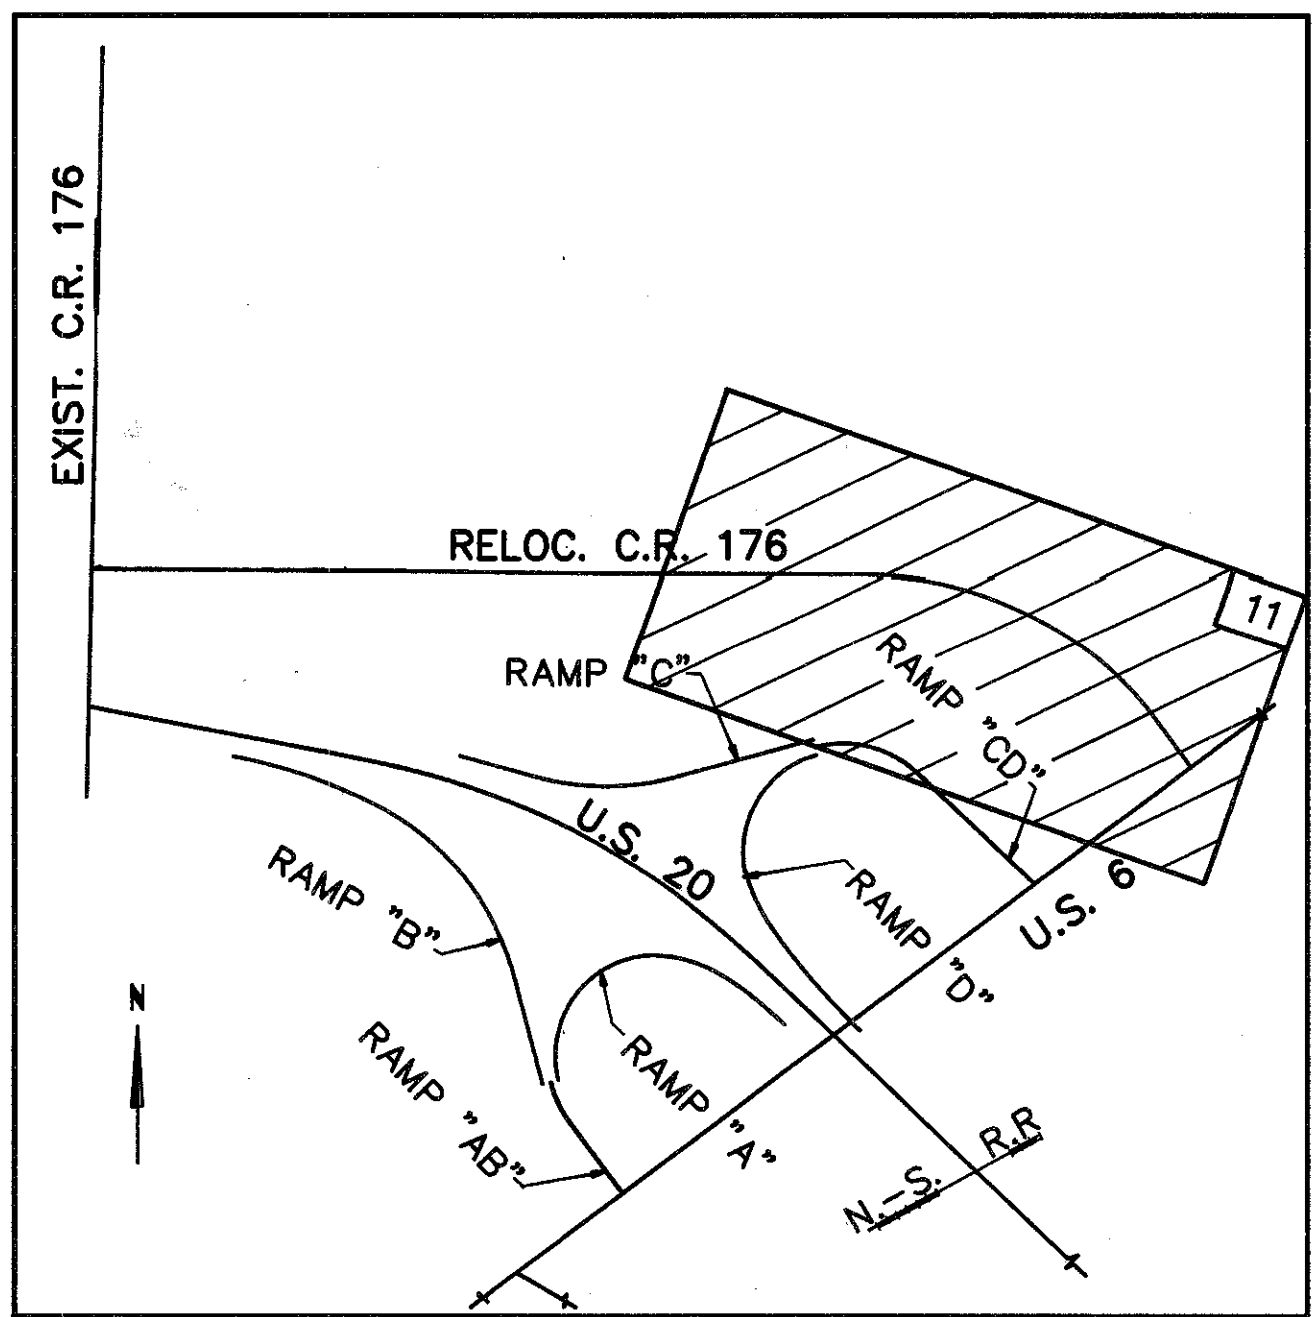 EXIST. C.R. 176
RELOC. C.R. 176
11
RAMP "C"
RAMP "CD"
U.S. 20
RAMP "B"
RAMP "D"
U.S. 6
N
RAMP "AB"
RAMP "A"
N.-S. R.R